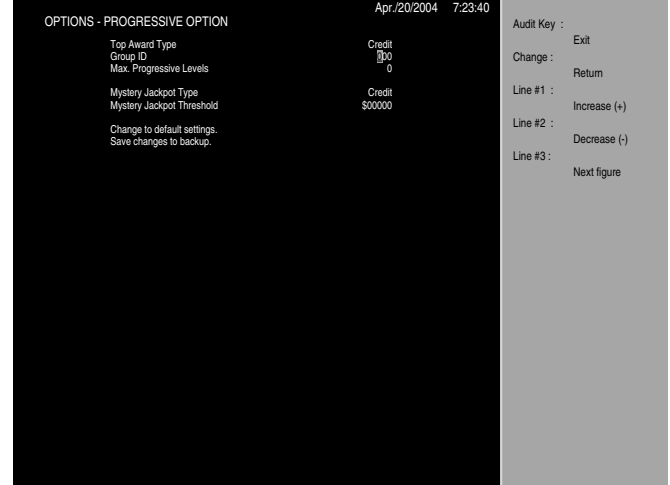 Apr./20/2004 7:23:40
OPTIONS - PROGRESSIVE OPTION
Top Award Type Credit
Group ID 000
Max. Progressive Levels 0
Mystery Jackpot Type Credit
Mystery Jackpot Threshold $00000
Change to default settings.
Save changes to backup.
Audit Key :
Exit
Change :
Return
Line #1 :
Increase (+)
Line #2 :
Decrease (-)
Line #3 :
Next figure